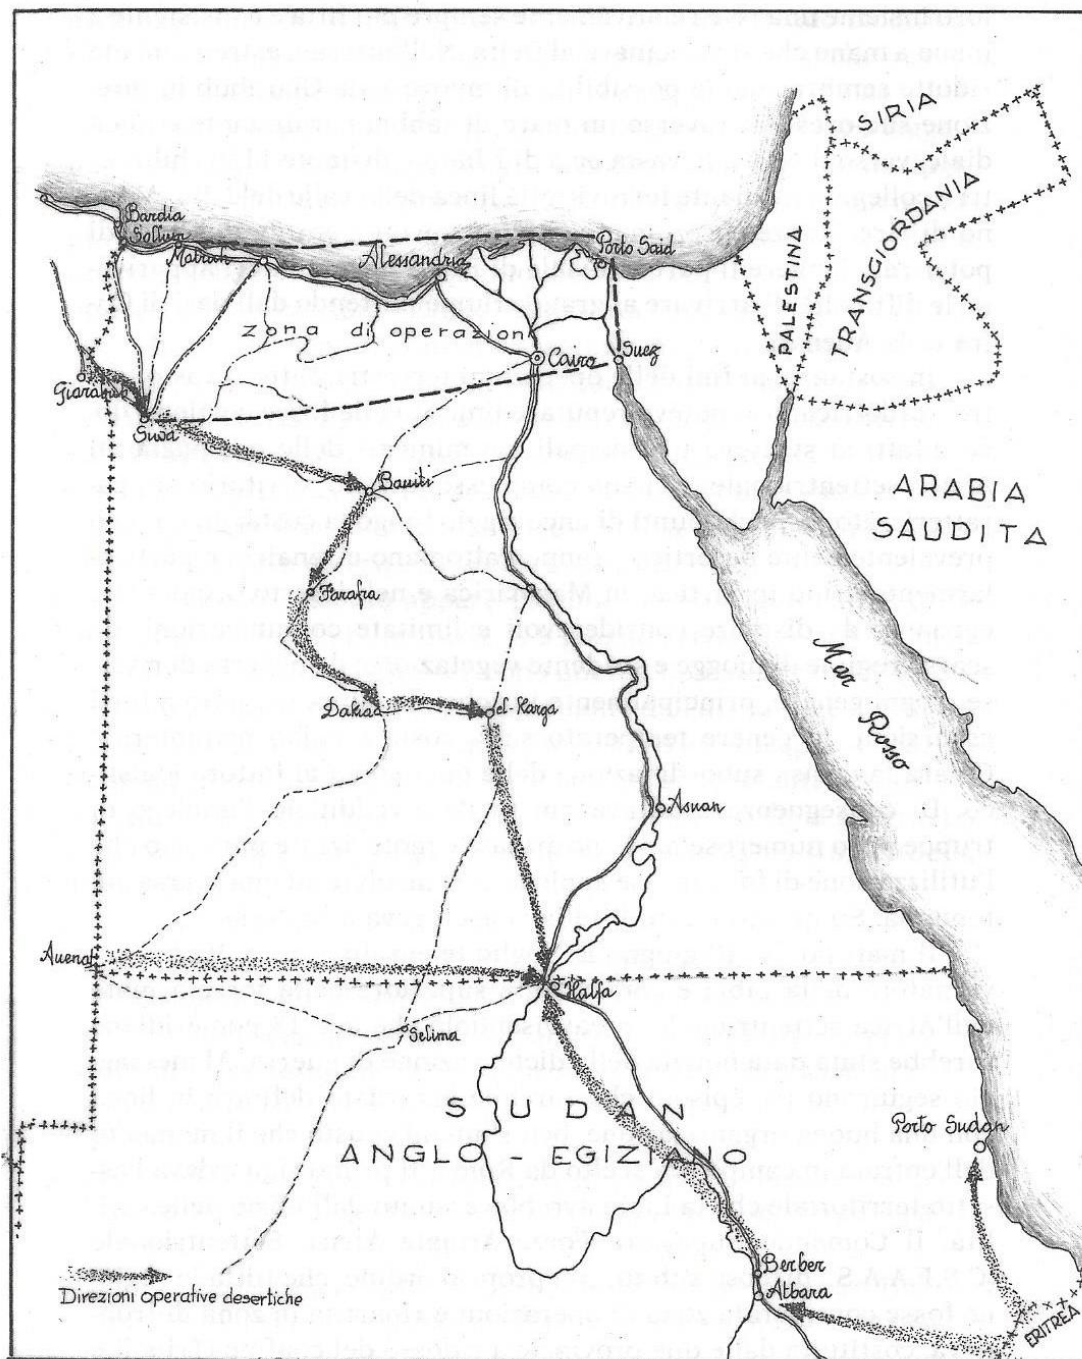 SIRIA
TRANSGIORDANIA
PALESTINA
Bardia
Sollum
Matruh
Alessandria
Porto Said
zona di operazioni
Cairo
Suez
Giarabub
Siwa
Bauiti
ARABIA
SAUDITA
Farafra
Mar
Rosso
Dakla
el Karga
Asuan
Auenat
Halfa
Selima
SUDAN
ANGLO-EGIZIANO
Porto Sudan
Berber
Atbara
ERITREA
Direzioni operative desertiche